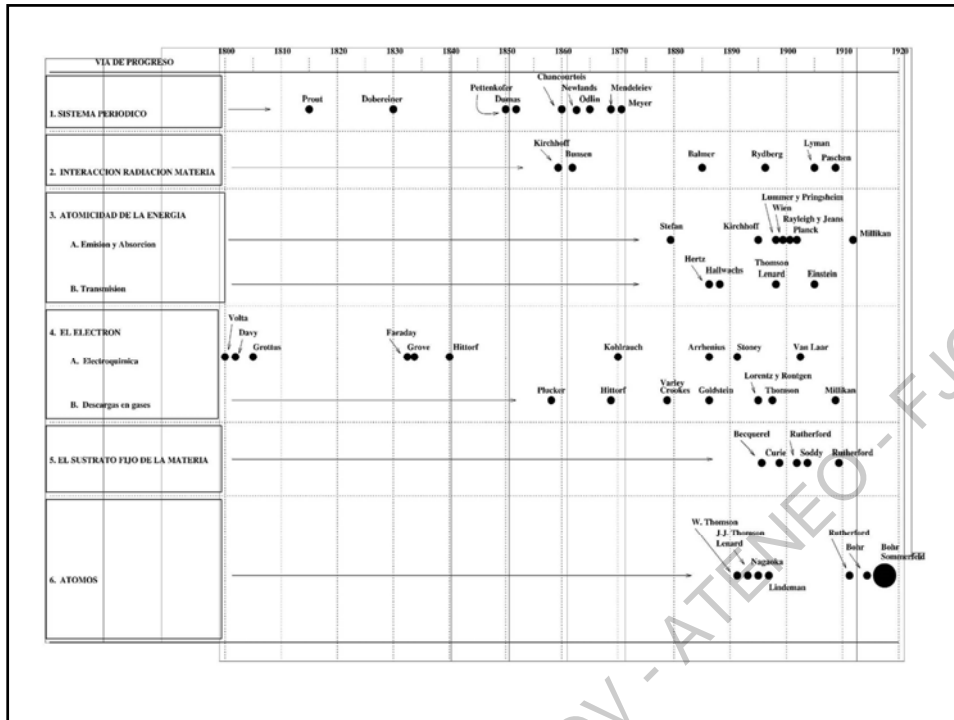 1800 1810 1820 1830 1840 1850 1860 1870 1880 1890 1900 1910 1920
VIA DE PROGRESO
1. SISTEMA PERIODICO
Prout
Dobereiner
Pettenkofer
Dumas
Chancourtois
Newlands
Odlin
Mendeleiev
Meyer
2. INTERACCION RADIACION MATERIA
Kirchhoff
Bunsen
Balmer
Rydberg
Lyman
Paschen
3. ATOMICIDAD DE LA ENERGIA
A. Emision y Absorcion
Stefan
Kirchhoff
Lummer y Pringsheim
Wien
Rayleigh y Jeans
Planck
Millikan
B. Transmision
Hertz
Hallwachs
Thomson
Lenard
Einstein
4. EL ELECTRON
A. Electroquimica
Volta
Davy
Grottus
Faraday
Grove
Hittorf
Kohlrauch
Arrhenius
Stoney
Van Laar
B. Descargas en gases
Plucker
Hittorf
Varley
Crookes
Goldstein
Lorentz y Rontgen
Thomson
Millikan
5. EL SUSTRATO FIJO DE LA MATERIA
Becquerel
Curie
Rutherford
Soddy
Rutherford
6. ATOMOS
W. Thomson
J.J. Thomson
Lenard
Nagaoka
Lindeman
Rutherford
Bohr
Bohr
Sommerfeld
OV - ATENEO - FJO